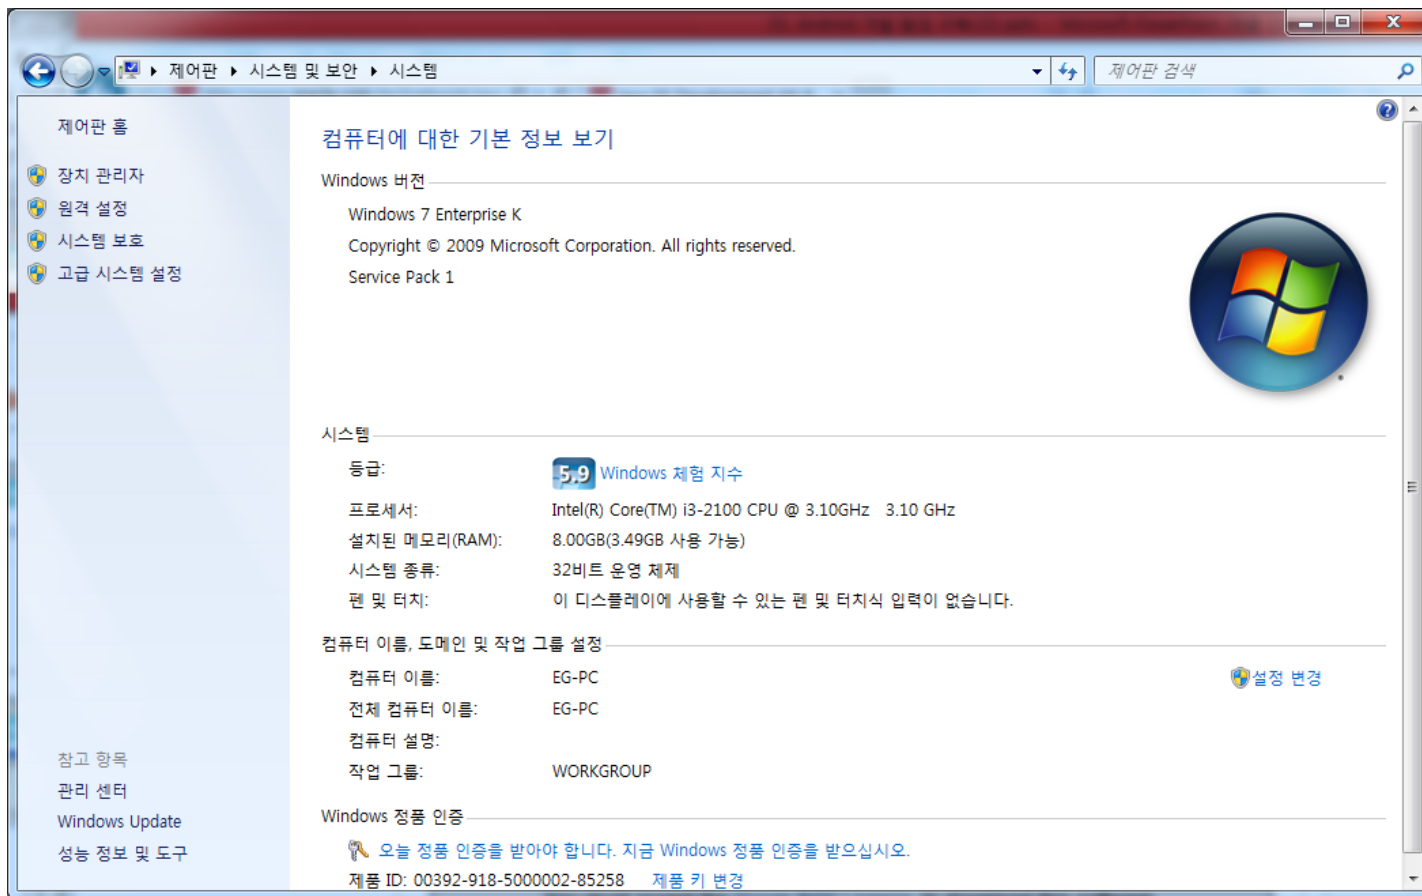 제어판 ▸ 시스템 및 보안 ▸ 시스템
제어판 검색
제어판 홈
장치 관리자
원격 설정
시스템 보호
고급 시스템 설정
참고 항목
관리 센터
Windows Update
성능 정보 및 도구
컴퓨터에 대한 기본 정보 보기
Windows 버전
Windows 7 Enterprise K
Copyright © 2009 Microsoft Corporation. All rights reserved.
Service Pack 1
시스템
등급: 5.9 Windows 체험 지수
프로세서: Intel(R) Core(TM) i3-2100 CPU @ 3.10GHz 3.10 GHz
설치된 메모리(RAM): 8.00GB(3.49GB 사용 가능)
시스템 종류: 32비트 운영 체제
펜 및 터치: 이 디스플레이에 사용할 수 있는 펜 및 터치식 입력이 없습니다.
컴퓨터 이름, 도메인 및 작업 그룹 설정
컴퓨터 이름: EG-PC 설정 변경
전체 컴퓨터 이름: EG-PC
컴퓨터 설명:
작업 그룹: WORKGROUP
Windows 정품 인증
오늘 정품 인증을 받아야 합니다. 지금 Windows 정품 인증을 받으십시오.
제품 ID: 00392-918-5000002-85258 제품 키 변경